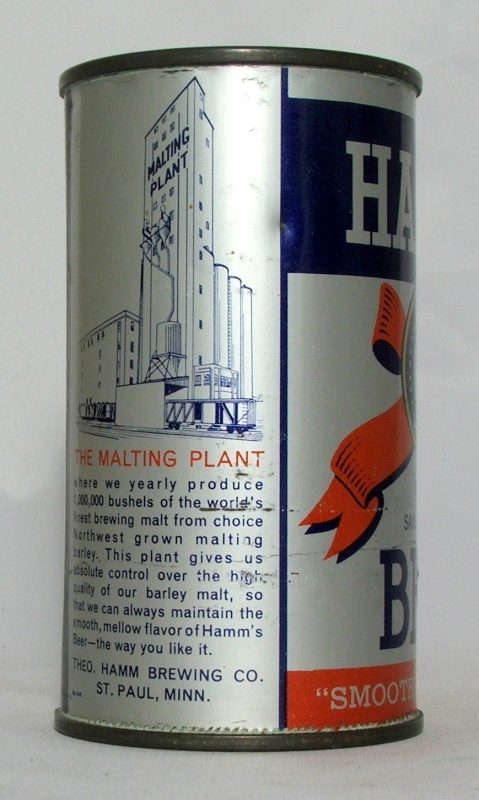 MALTING
PLANT
THE MALTING PLANT
where we yearly produce
1,000,000 bushels of the world's
finest brewing malt from choice
Northwest grown malting
barley. This plant gives us
absolute control over the high
quality of our barley malt, so
that we can always maintain the
smooth, mellow flavor of Hamm's
Beer—the way you like it.
THEO. HAMM BREWING CO.
ST. PAUL, MINN.
HA
BE
"SMOOTH